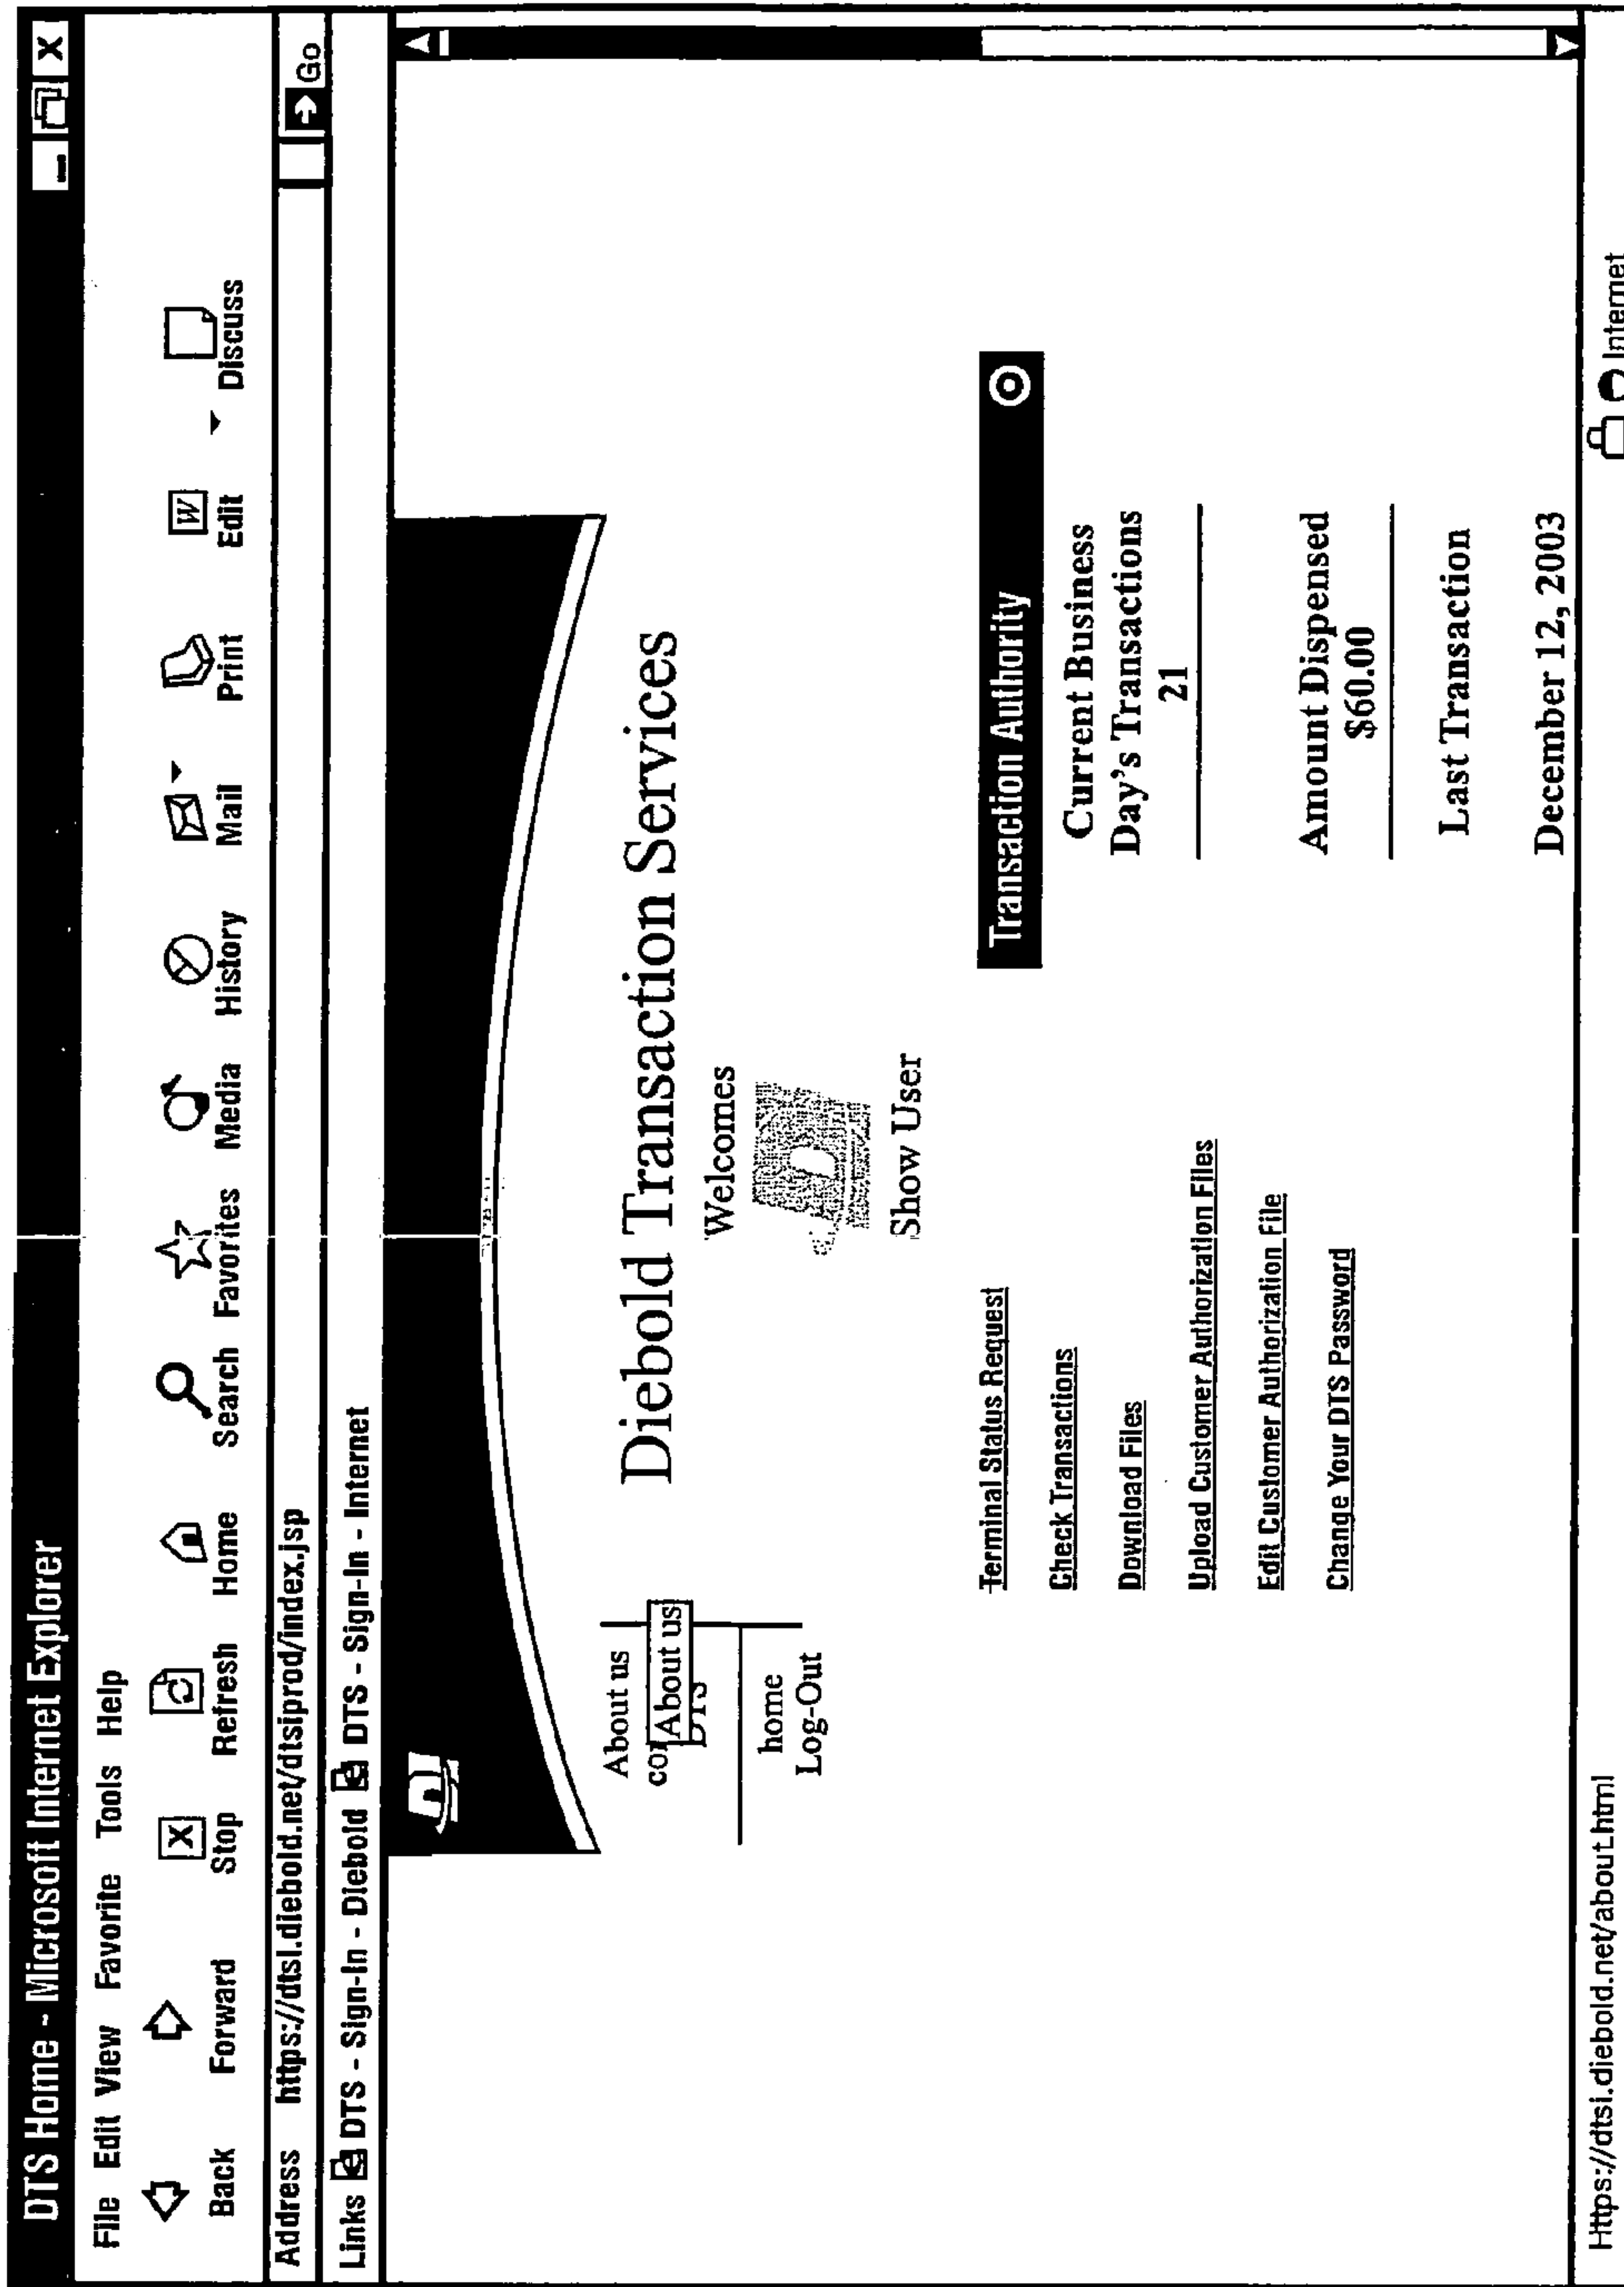 DTS Home - Microsoft Internet Explorer
File Edit View Favorite Tools Help
Back Forward Stop Refresh Home Search Favorites Media History Mail Print Edit Discuss
Address https://dtsl.diebold.net/dtsiprod/index.jsp Go
Links DTS - Sign-In - Diebold DTS - Sign-In - Internet
About us
About us
DTS
home
Log-Out
Diebold Transaction Services
Welcomes
Show User
Terminal Status Request
Check Transactions
Download Files
Upload Customer Authorization Files
Edit Customer Authorization File
Change Your DTS Password
Transaction Authority
Current Business
Day's Transactions
21
Amount Dispensed
$60.00
Last Transaction
December 12, 2003
Https://dtsi.diebold.net/about.html Internet